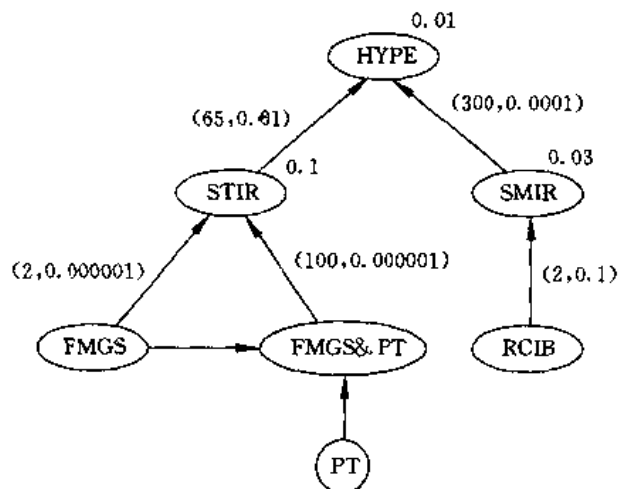 0.01
HYPE
(65,0.01)
(300,0.0001)
0.1
0.03
STIR
SMIR
(2,0.000001)
(100,0.000001)
(2,0.1)
FMGS
FMGS& PT
RCIB
PT